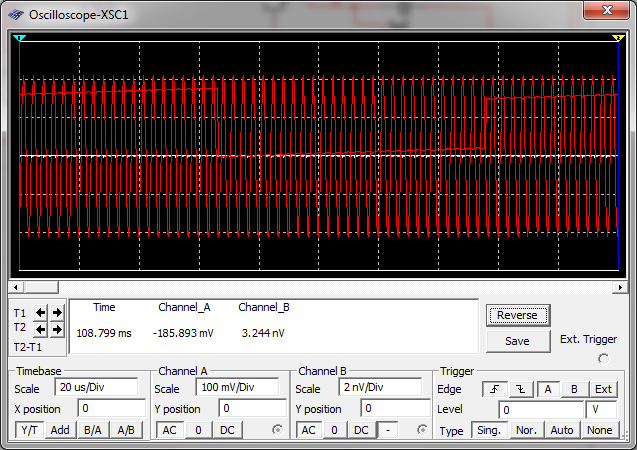 Oscilloscope-XSC1
T1
T2
T2-T1
Time Channel_A Channel_B
108.799 ms -185.893 mV 3.244 nV
Reverse
Save
Ext. Trigger
Timebase
Scale 20 us/Div
X position 0
Y/T Add B/A A/B
Channel A
Scale 100 mV/Div
Y position 0
AC 0 DC
Channel B
Scale 2 nV/Div
Y position 0
AC 0 DC -
Trigger
Edge A B Ext
Level 0 V
Type Sing. Nor. Auto None